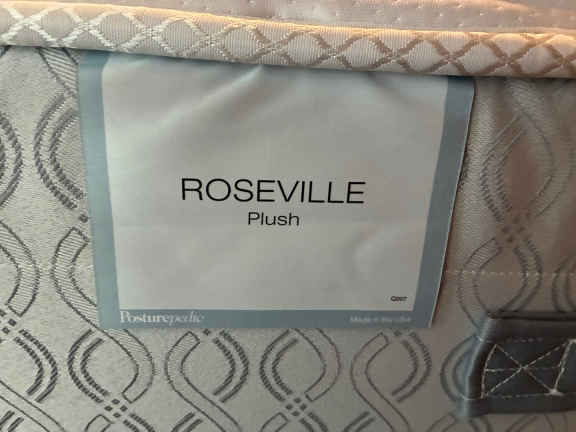 ROSEVILLE
Plush
Q207
Posturepedic
Made in the USA